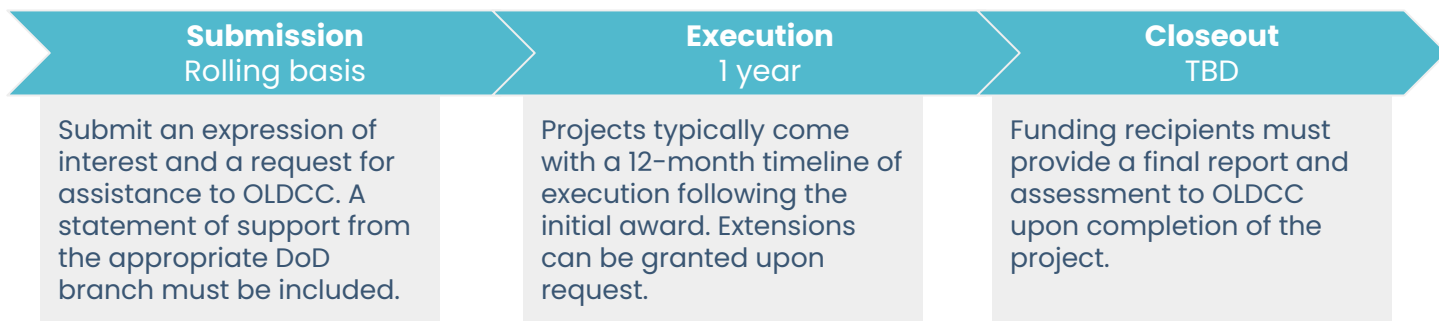 Submission
Rolling basis
Submit an expression of
interest and a request for
assistance to OLDCC. A
statement of support from
the appropriate DoD
branch must be included.
Execution
1 year
Projects typically come
with a 12-month timeline of
execution following the
initial award. Extensions
can be granted upon
request.
Closeout
TBD
Funding recipients must
provide a final report and
assessment to OLDCC
upon completion of the
project.